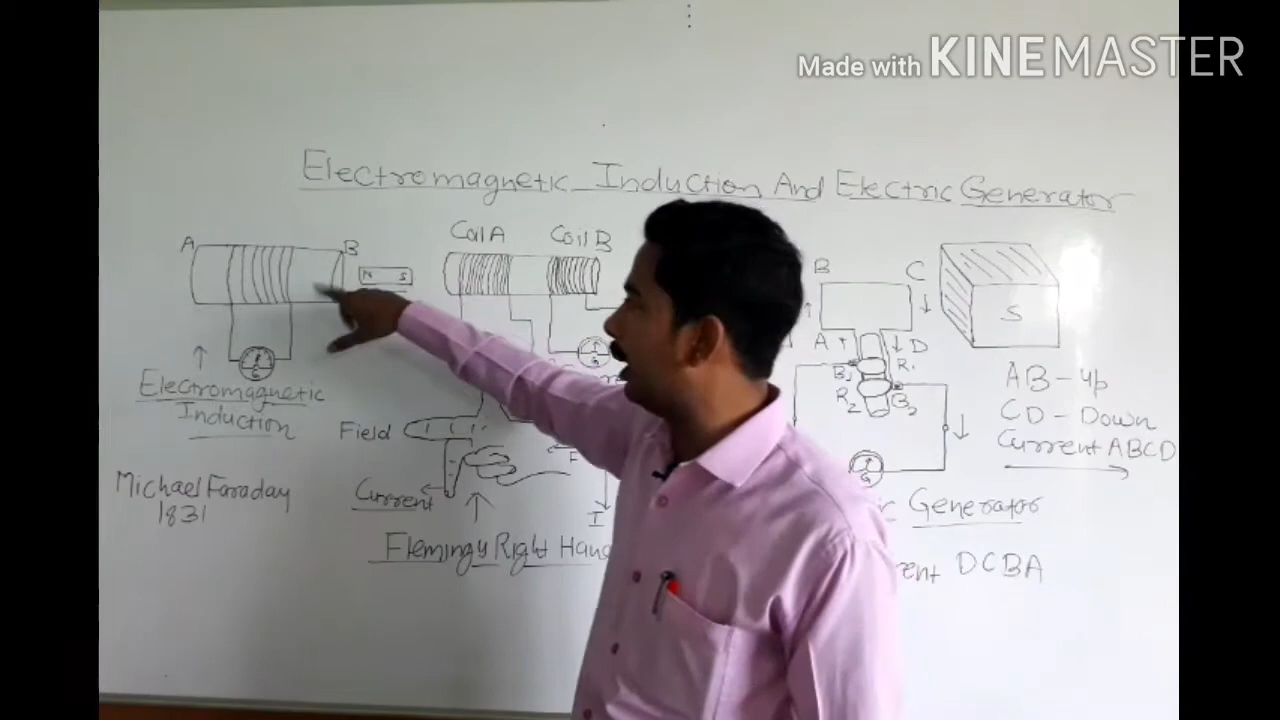 Made with KINEMASTER
Electromagnetic Induction And Electric Generator
A
B
N S
G
Electromagnetic
Induction
Michael Faraday
1831
Coil A
Coil B
G
Field
Current
F
I
Fleming's Right Hand
B
C
A
D
B1
R1
R2
B2
G
Generator
S
AB - up
CD - Down
Current ABCD
DCBA